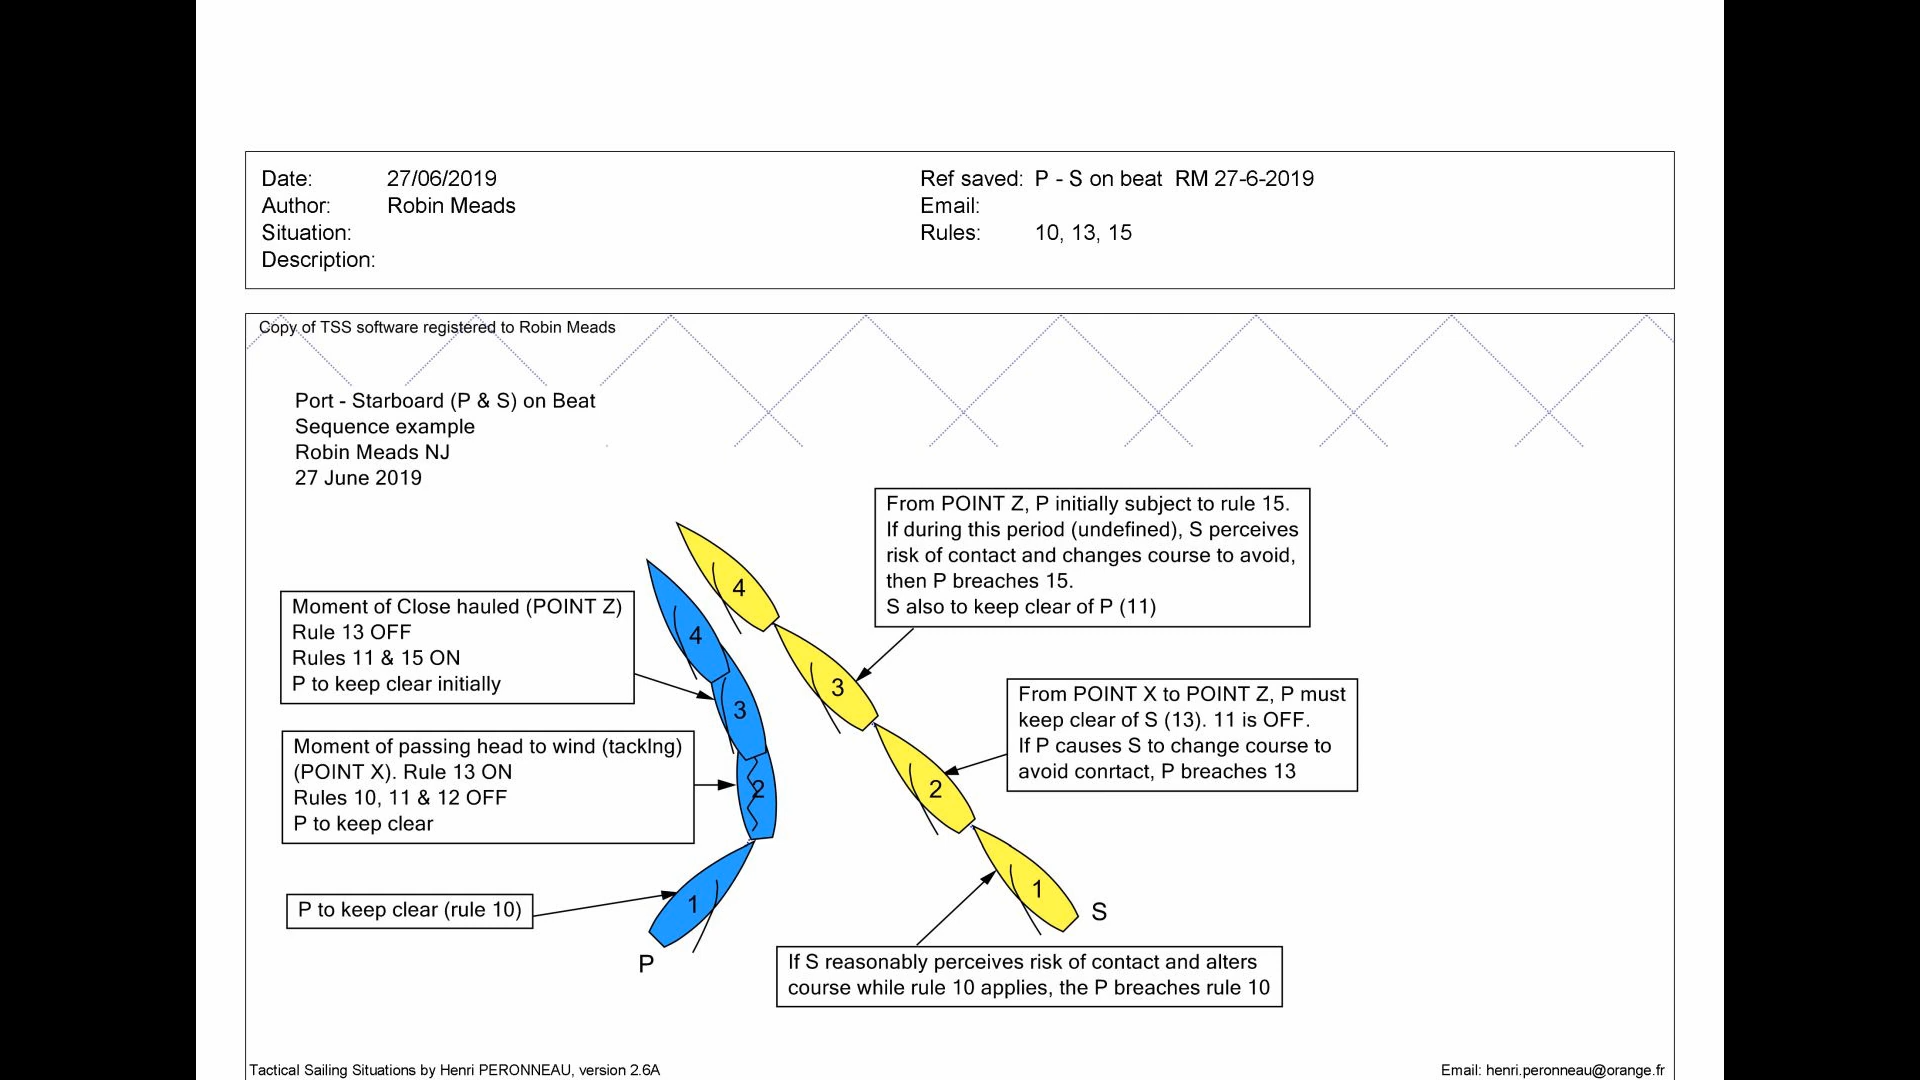 Date: 27/06/2019
Ref saved: P - S on beat RM 27-6-2019
Author: Robin Meads
Email:
Situation:
Rules: 10, 13, 15
Description:
Copy of TSS software registered to Robin Meads
Port - Starboard (P & S) on Beat
Sequence example
Robin Meads NJ
27 June 2019
From POINT Z, P initially subject to rule 15.
If during this period (undefined), S perceives
risk of contact and changes course to avoid,
then P breaches 15.
S also to keep clear of P (11)
Moment of Close hauled (POINT Z)
Rule 13 OFF
Rules 11 & 15 ON
P to keep clear initially
From POINT X to POINT Z, P must
keep clear of S (13). 11 is OFF.
If P causes S to change course to
avoid conrtact, P breaches 13
Moment of passing head to wind (tackIng)
(POINT X). Rule 13 ON
Rules 10, 11 & 12 OFF
P to keep clear
P to keep clear (rule 10)
4
4
3
3
2
2
1
1
S
P
If S reasonably perceives risk of contact and alters
course while rule 10 applies, the P breaches rule 10
Tactical Sailing Situations by Henri PERONNEAU, version 2.6A
Email: henri.peronneau@orange.fr